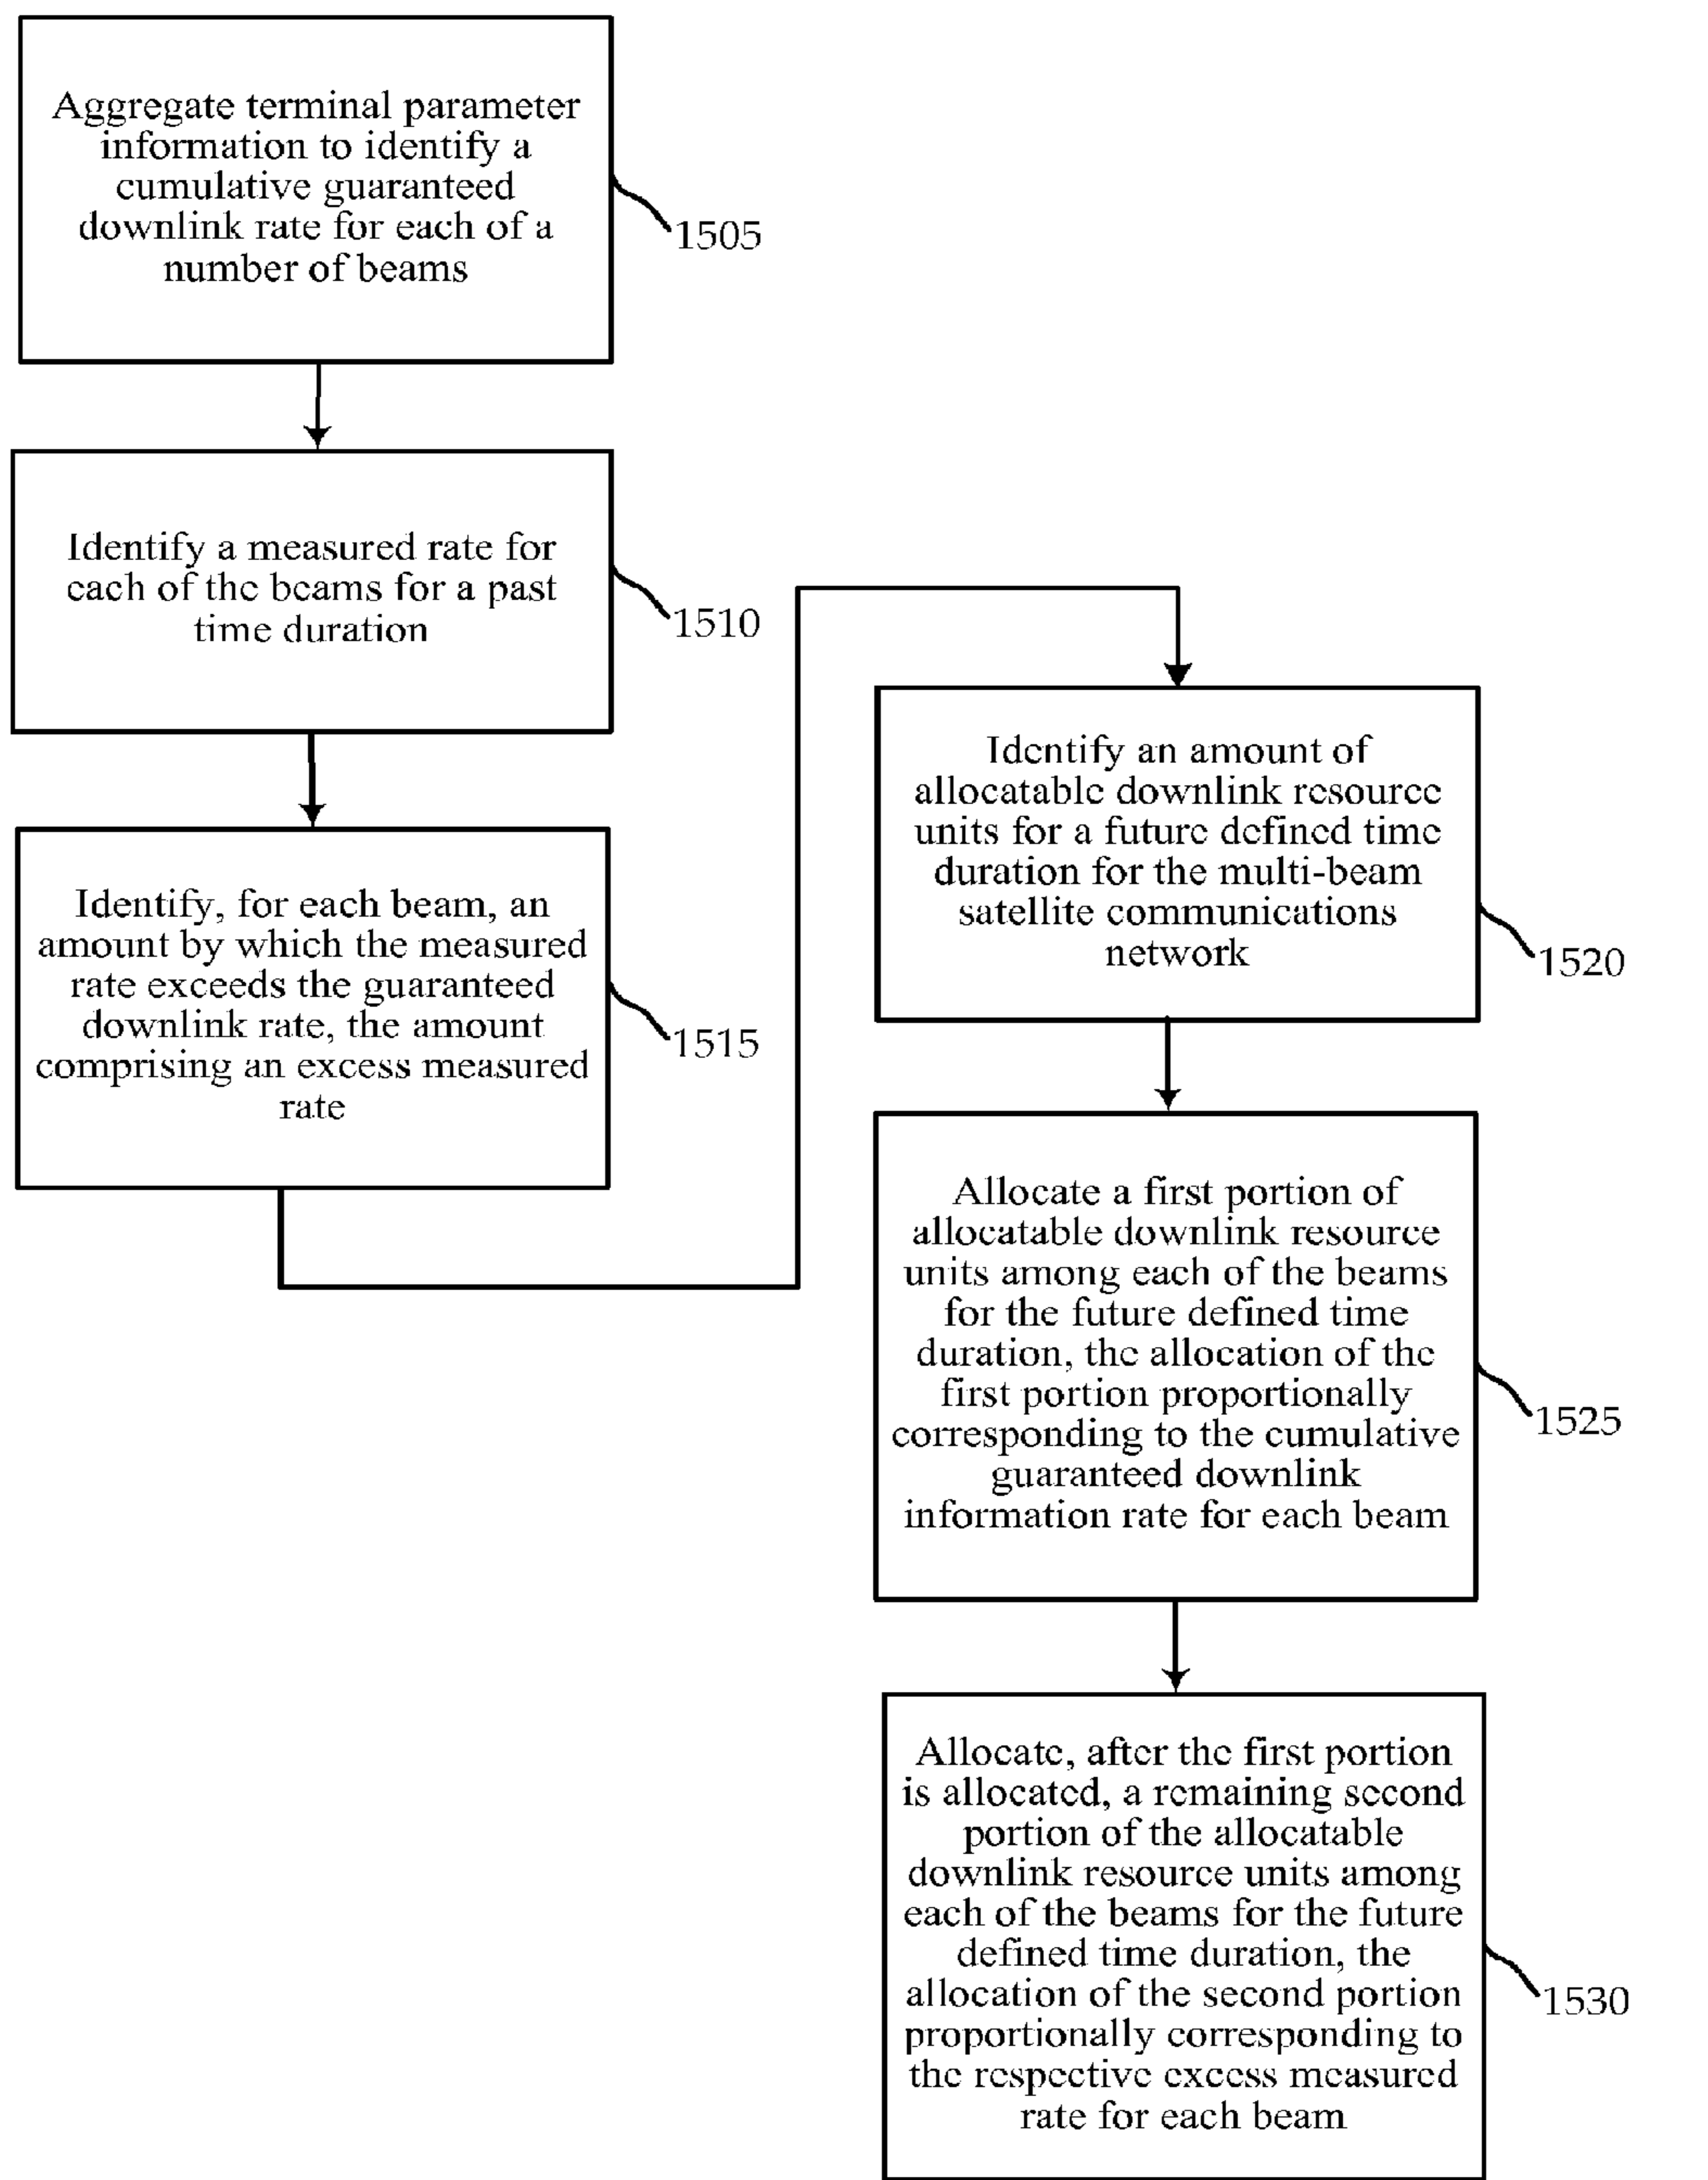 Aggregate terminal parameter
information to identify a
cumulative guaranteed
downlink rate for each of a
number of beams
1505
Identify a measured rate for
each of the beams for a past
time duration
1510
Identify, for each beam, an
amount by which the measured
rate exceeds the guaranteed
downlink rate, the amount
comprising an excess measured
rate
1515
Identify an amount of
allocatable downlink resource
units for a future defined time
duration for the multi-beam
satellite communications
network
1520
Allocate a first portion of
allocatable downlink resource
units among each of the beams
for the future defined time
duration, the allocation of the
first portion proportionally
corresponding to the cumulative
guaranteed downlink
information rate for each beam
1525
Allocate, after the first portion
is allocated, a remaining second
portion of the allocatable
downlink resource units among
each of the beams for the future
defined time duration, the
allocation of the second portion
proportionally corresponding to
the respective excess measured
rate for each beam
1530